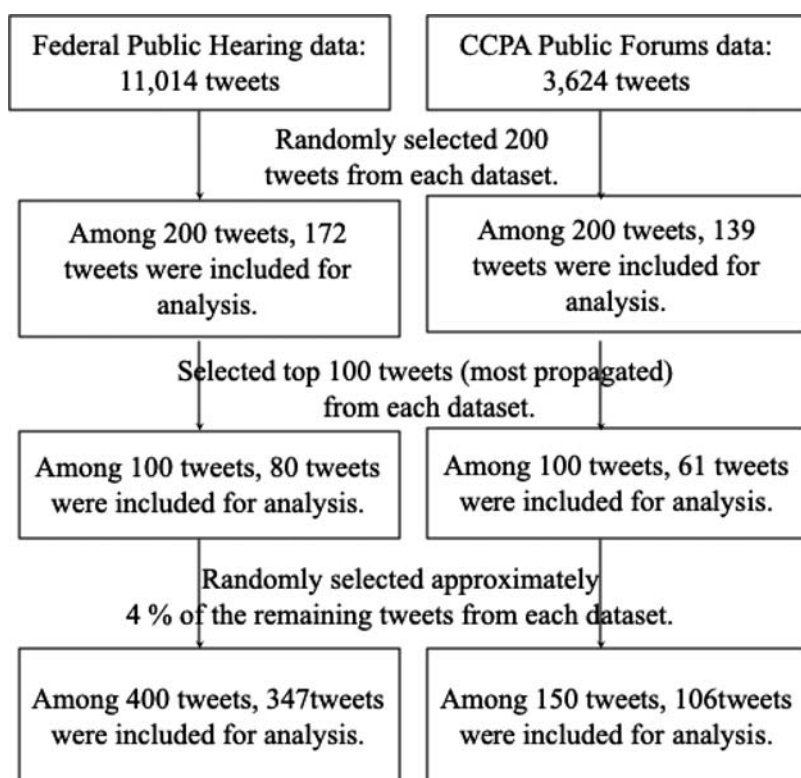 Federal Public Hearing data:
11,014 tweets
CCPA Public Forums data:
3,624 tweets
Randomly selected 200
tweets from each dataset.
Among 200 tweets, 172
tweets were included for
analysis.
Among 200 tweets, 139
tweets were included for
analysis.
Selected top 100 tweets (most propagated)
from each dataset.
Among 100 tweets, 80 tweets
were included for analysis.
Among 100 tweets, 61 tweets
were included for analysis.
Randomly selected approximately
4 % of the remaining tweets from each dataset.
Among 400 tweets, 347tweets
were included for analysis.
Among 150 tweets, 106tweets
were included for analysis.